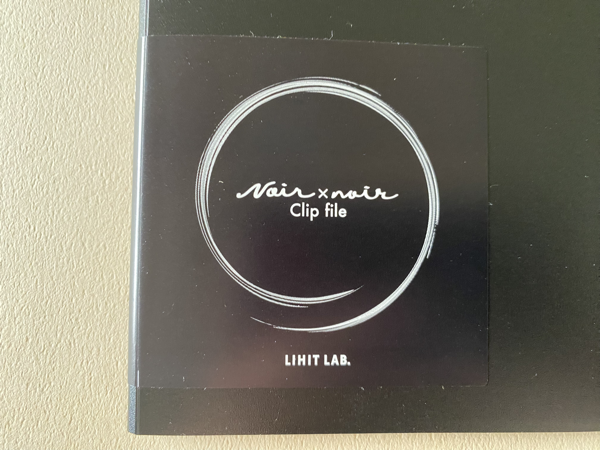 Noir×noir
Clip file
LIHIT LAB.